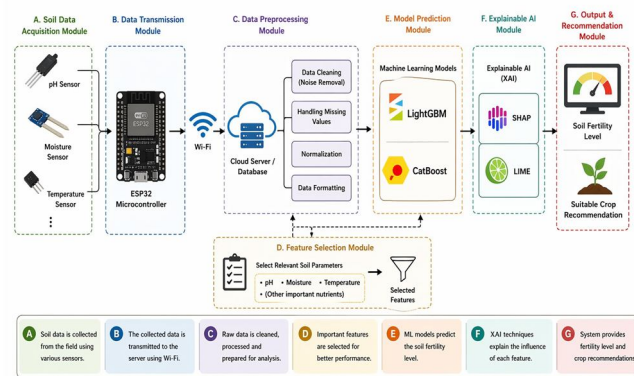 A. Soil Data
Acquisition Module
pH Sensor
Moisture
Sensor
Temperature
Sensor
B. Data Transmission
Module
ESP32
Microcontroller
Wi-Fi
C. Data Preprocessing
Module
Cloud Server /
Database
Data Cleaning
(Noise Removal)
Handling Missing
Values
Normalization
Data Formatting
E. Model Prediction
Module
Machine Learning Models
LightGBM
CatBoost
F. Explainable AI
Module
Explainable AI
(XAI)
SHAP
LIME
G. Output &
Recommendation
Module
Soil Fertility
Level
Suitable Crop
Recommendation
D. Feature Selection Module
Select Relevant Soil Parameters
• pH • Moisture • Temperature
• (Other important nutrients)
Selected
Features
A
Soil data is collected
from the field using
various sensors.
B
The collected data is
transmitted to the
server using Wi-Fi.
C
Raw data is cleaned,
processed and
prepared for analysis.
D
Important features
are selected for
better performance.
E
ML models predict
the soil fertility
level.
F
XAI techniques
explain the influence
of each feature.
G
System provides
fertility level and
crop recommendations